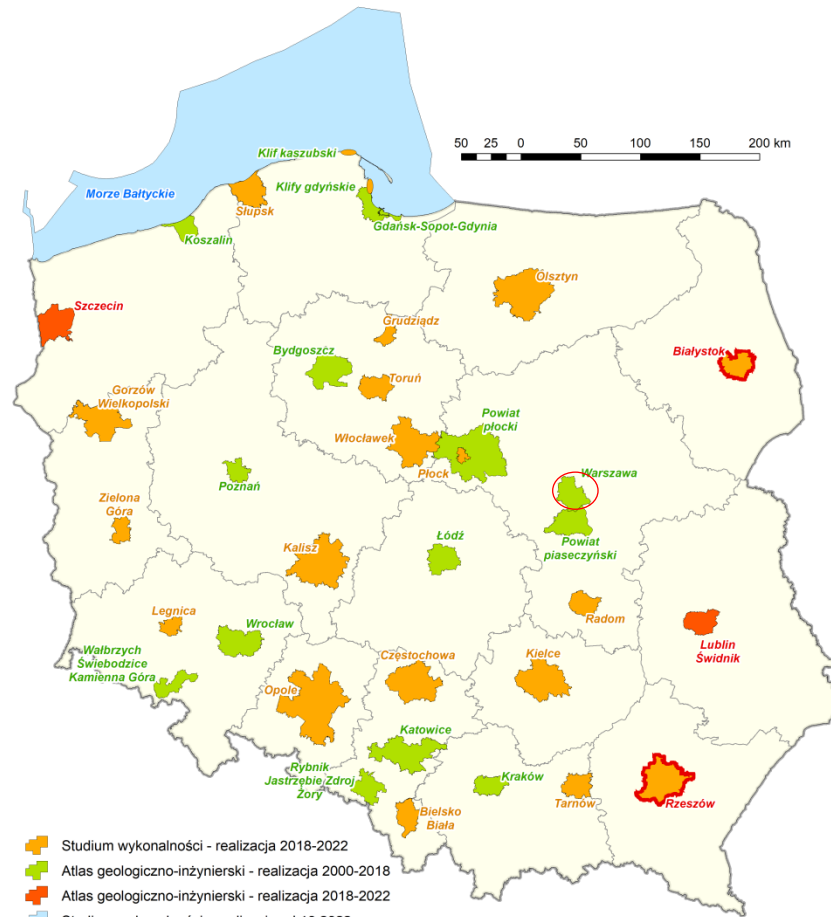 50 25 0 50 100 150 200 km
Klif kaszubski
Morze Bałtyckie
Klify gdyńskie
Słupsk
Gdańsk-Sopot-Gdynia
Koszalin
Olsztyn
Szczecin
Grudziądz
Białystok
Bydgoszcz
Toruń
Gorzów
Wielkopolski
Włocławek
Powiat
płocki
Płock
Warszawa
Poznań
Zielona
Góra
Łódź
Powiat
piaseczyński
Kalisz
Legnica
Radom
Wrocław
Lublin
Świdnik
Wałbrzych
Świebodzice
Kamienna Góra
Częstochowa
Kielce
Opole
Katowice
Rybnik
Jastrzębie Zdroj
Żory
Kraków
Tarnów
Rzeszów
Bielsko
Biała
Studium wykonalności - realizacja 2018-2022
Atlas geologiczno-inżynierski - realizacja 2000-2018
Atlas geologiczno-inżynierski - realizacja 2018-2022